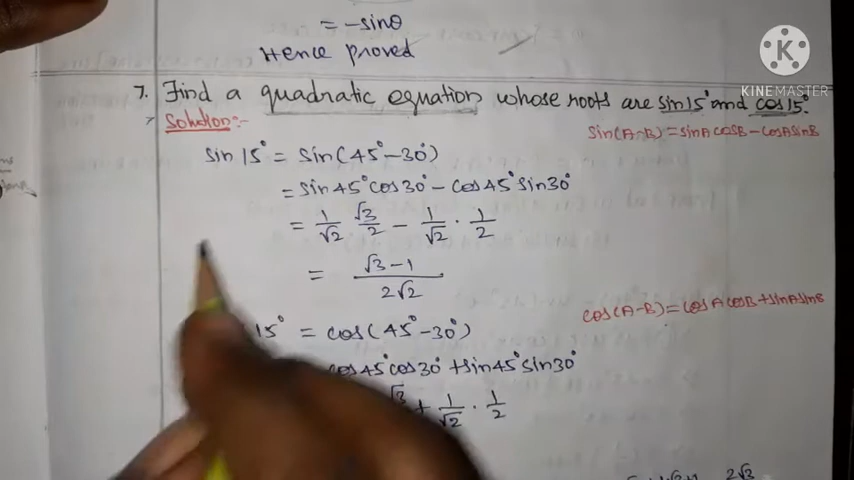 = -sinθ
Hence proved
K
KINEMASTER
7. Find a quadratic equation whose roots are sin15° and cos15°.
Solution:-
sin(A-B)=sinA cosB - cosA sinB
sin 15° = sin(45°-30°)
= sin45°cos30° - cos45°sin30°
= 1/√2 √3/2 - 1/√2 · 1/2
= √3-1 / 2√2
cos(A-B)=cosA cosB+sinA sinB
15° = cos(45°-30°)
cos45°cos30° + sin45°sin30°
√3 + 1/√2 · 1/2
2√3